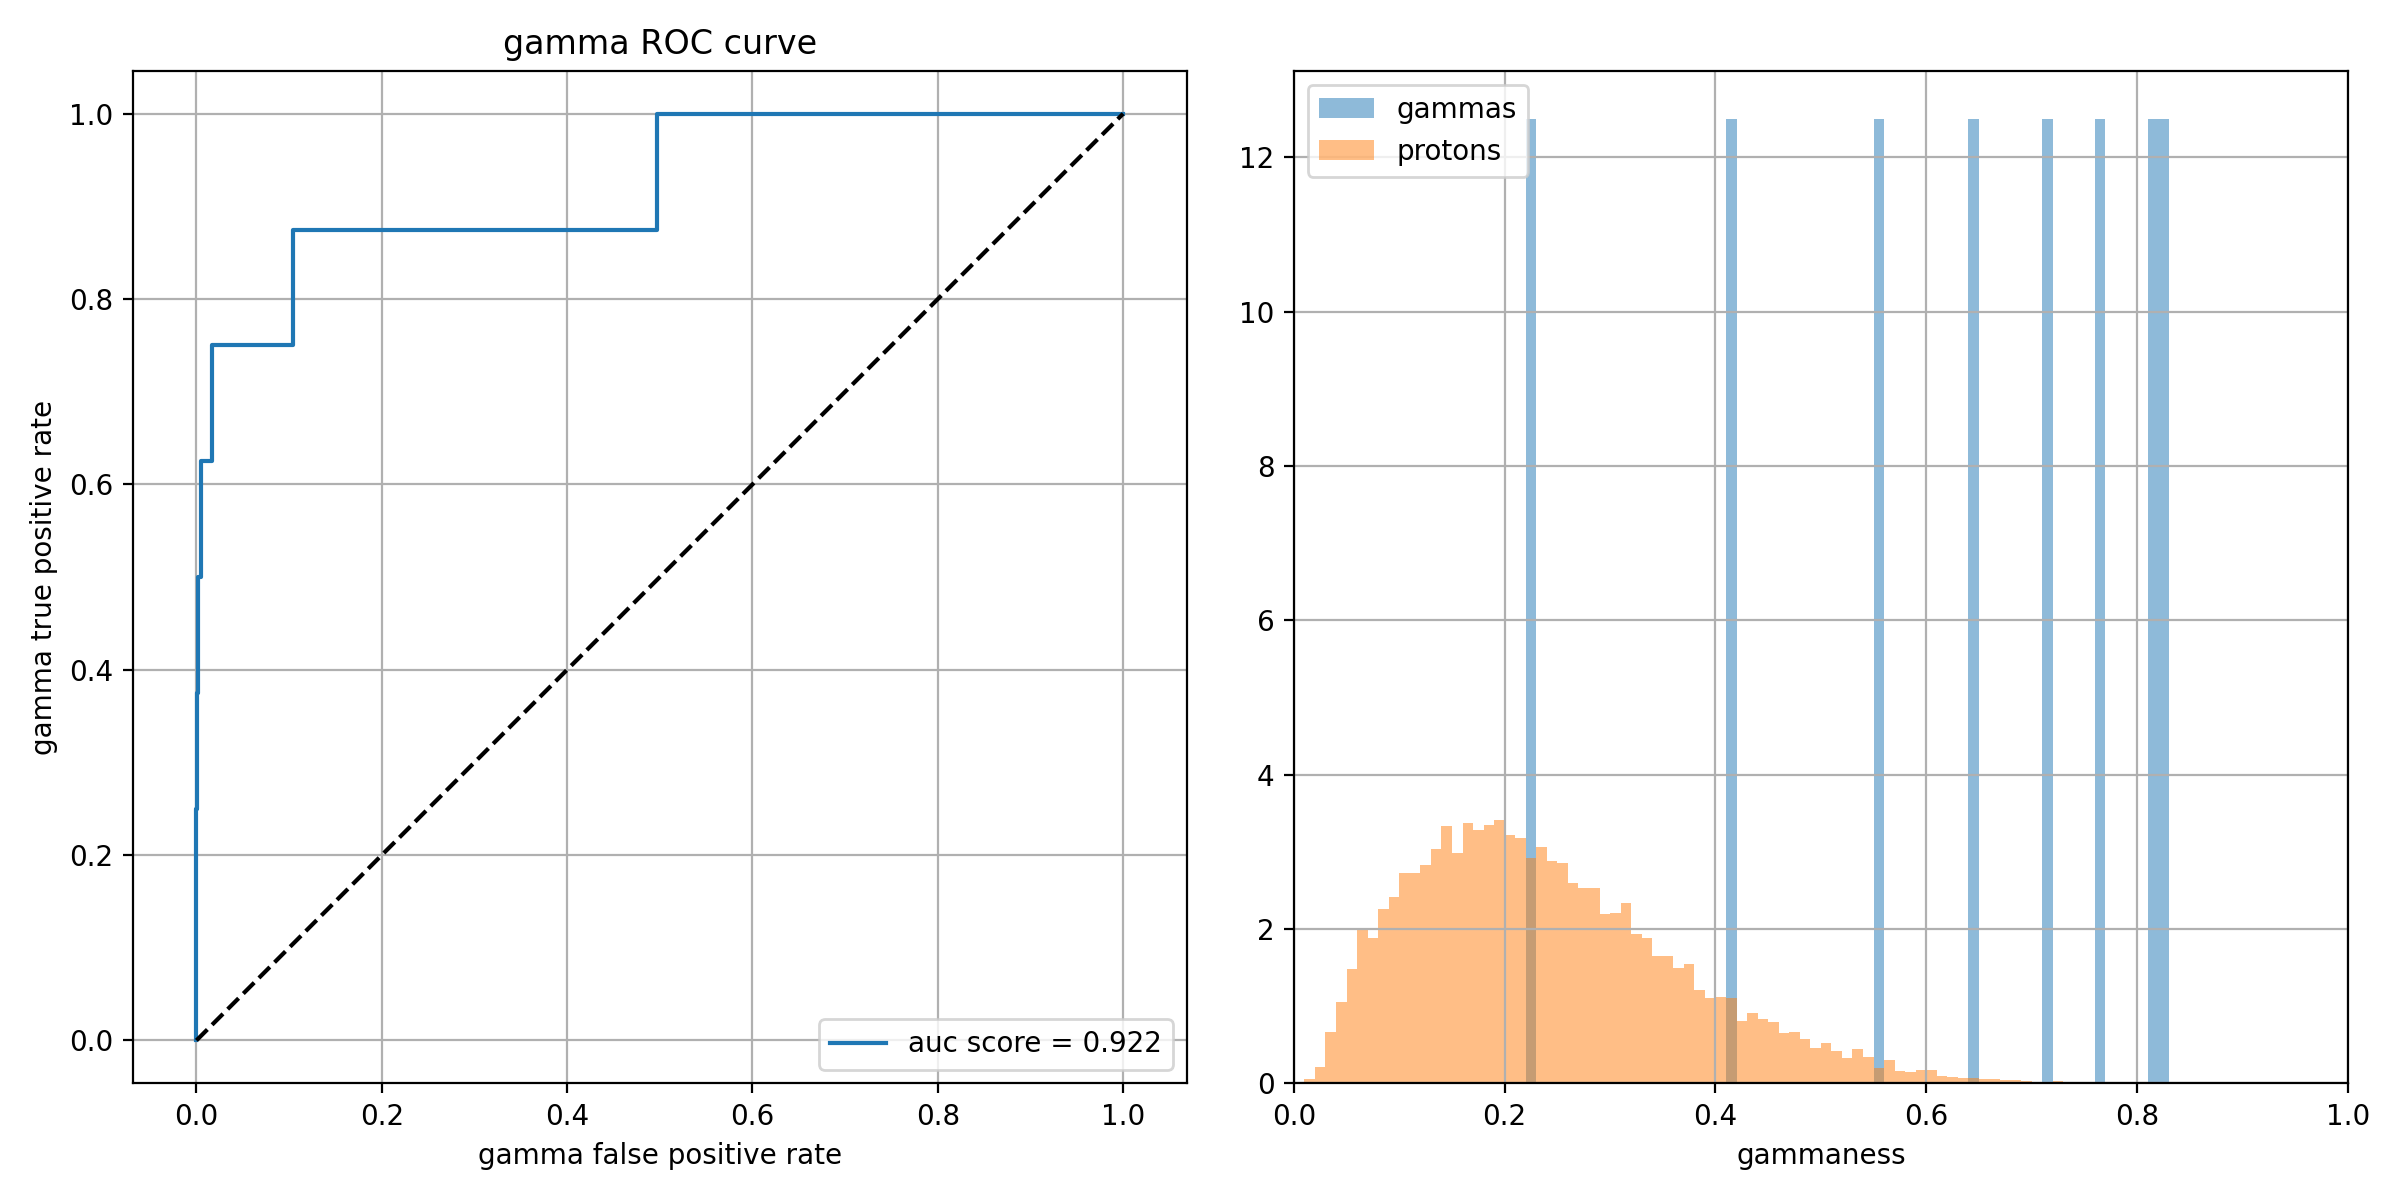 gamma ROC curve
1.0
0.8
0.6
0.4
0.2
0.0
gamma true positive rate
0.0 0.2 0.4 0.6 0.8 1.0
gamma false positive rate
auc score = 0.922
gammas
protons
12
10
8
6
4
2
0
0.0 0.2 0.4 0.6 0.8 1.0
gammaness